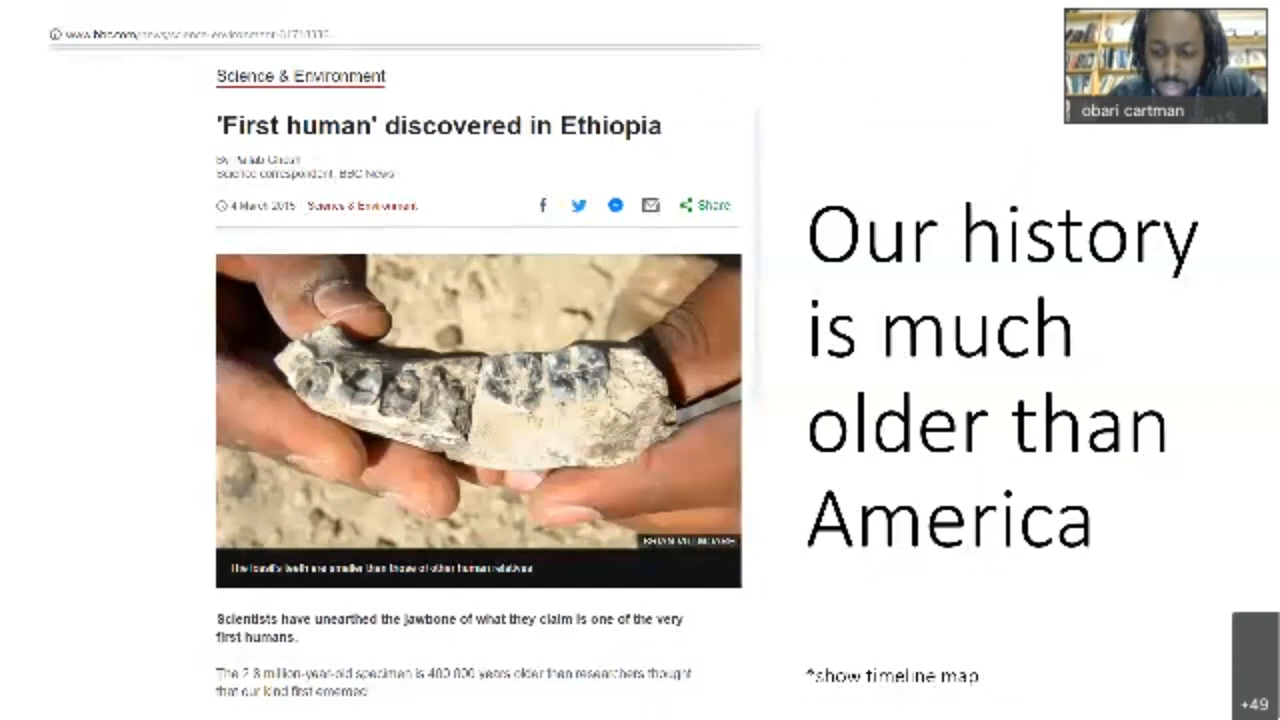 www.bbc.com/news/science-environment-31718336
Science & Environment
'First human' discovered in Ethiopia
By Pallab Ghosh
Science correspondent, BBC News
4 March 2015
Science & Environment
Share
The fossil's teeth are smaller than those of other human relatives
Scientists have unearthed the jawbone of what they claim is one of the very
first humans.
The 2.8 million-year-old specimen is 400,000 years older than researchers thought
that our kind first emerged.
obari cartman
Our history
is much
older than
America
*show timeline map
+49